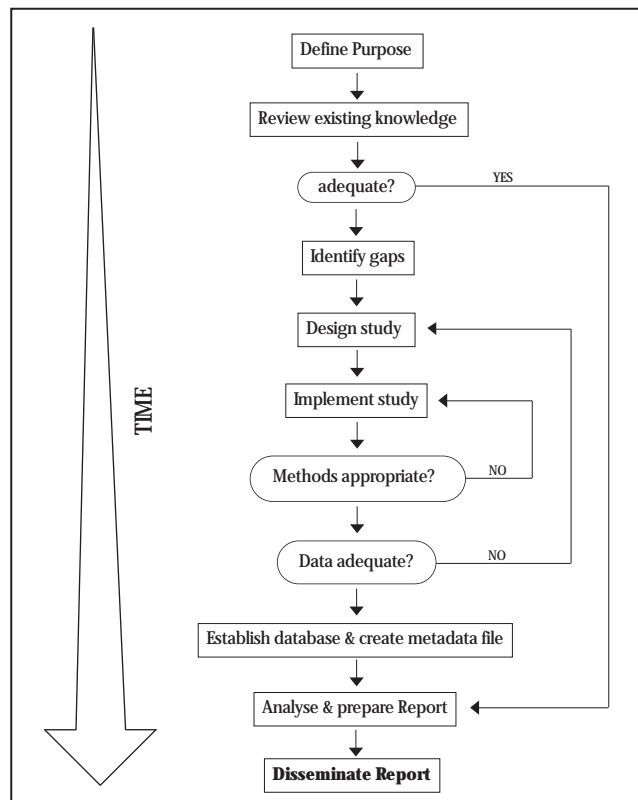 Define Purpose
Review existing knowledge
adequate?
YES
Identify gaps
Design study
TIME
Implement study
Methods appropriate?
NO
Data adequate?
NO
Establish database & create metadata file
Analyse & prepare Report
Disseminate Report